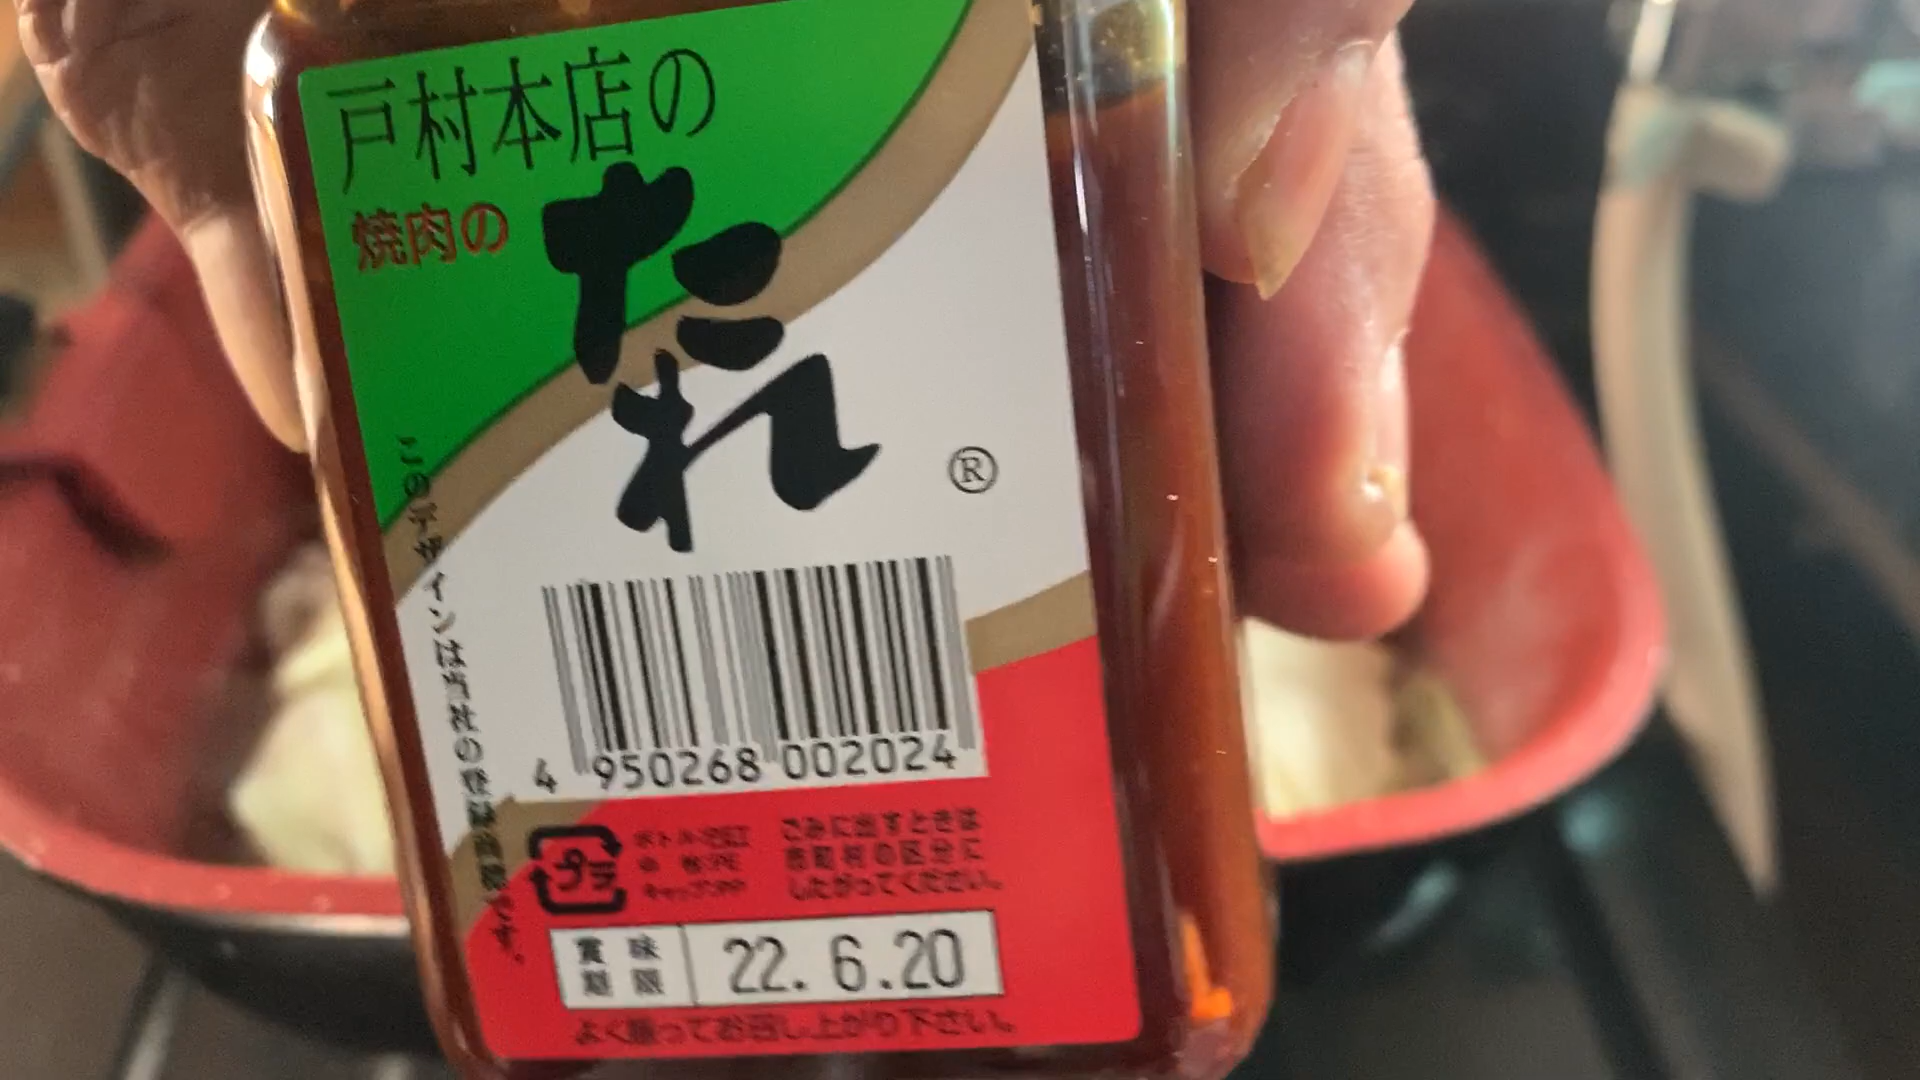 戸村本店の
焼肉の
たれ
®
このデザインは当社の登録商標です。
4 950268 002024
プラ
ごみに出すときは
市町村の区分に
したがってください。
賞味
期限
22. 6.20
よく振ってお召し上がり下さい。